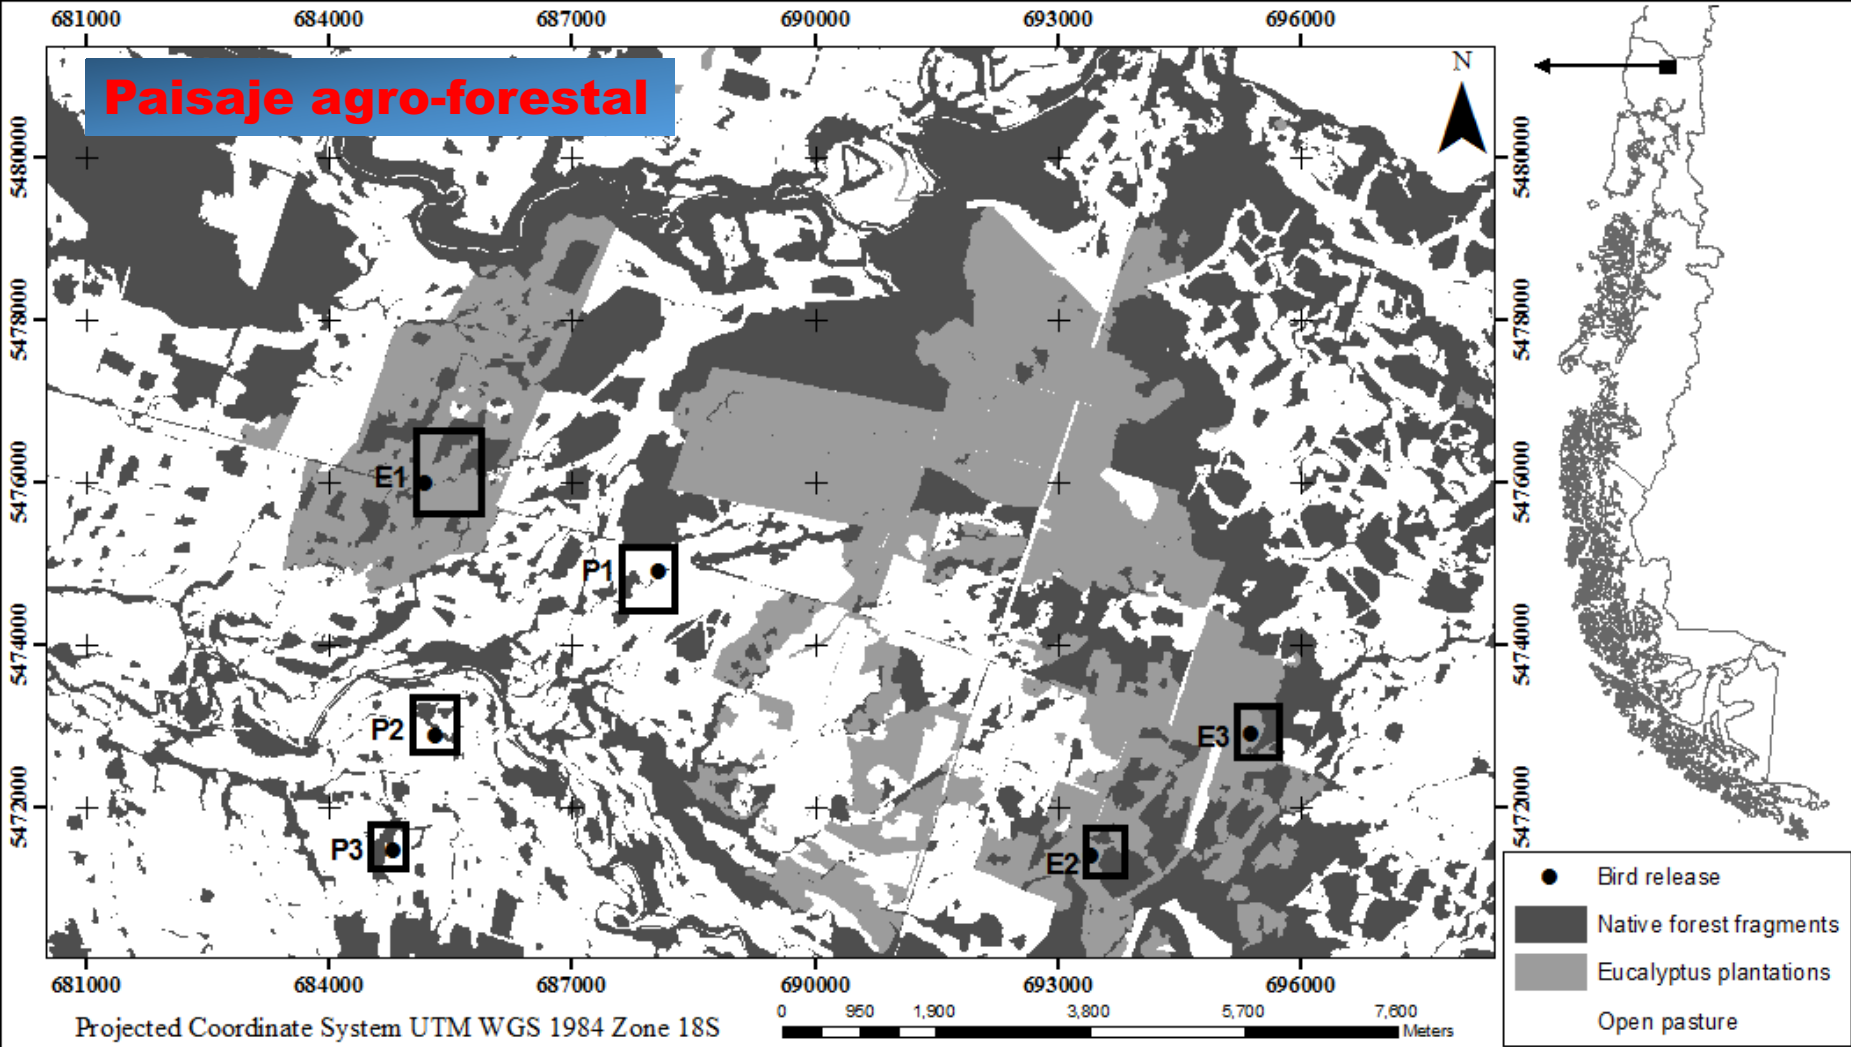 681000 684000 687000 690000 693000 696000
Paisaje agro-forestal
N
5480000 5480000
5478000 5478000
5476000 5476000
5474000 5474000
5472000 5472000
E1
P1
P2
E3
P3
E2
681000 684000 687000 690000 693000 696000
Projected Coordinate System UTM WGS 1984 Zone 18S
0 950 1,900 3,800 5,700 7,600
Meters
Bird release
Native forest fragments
Eucalyptus plantations
Open pasture